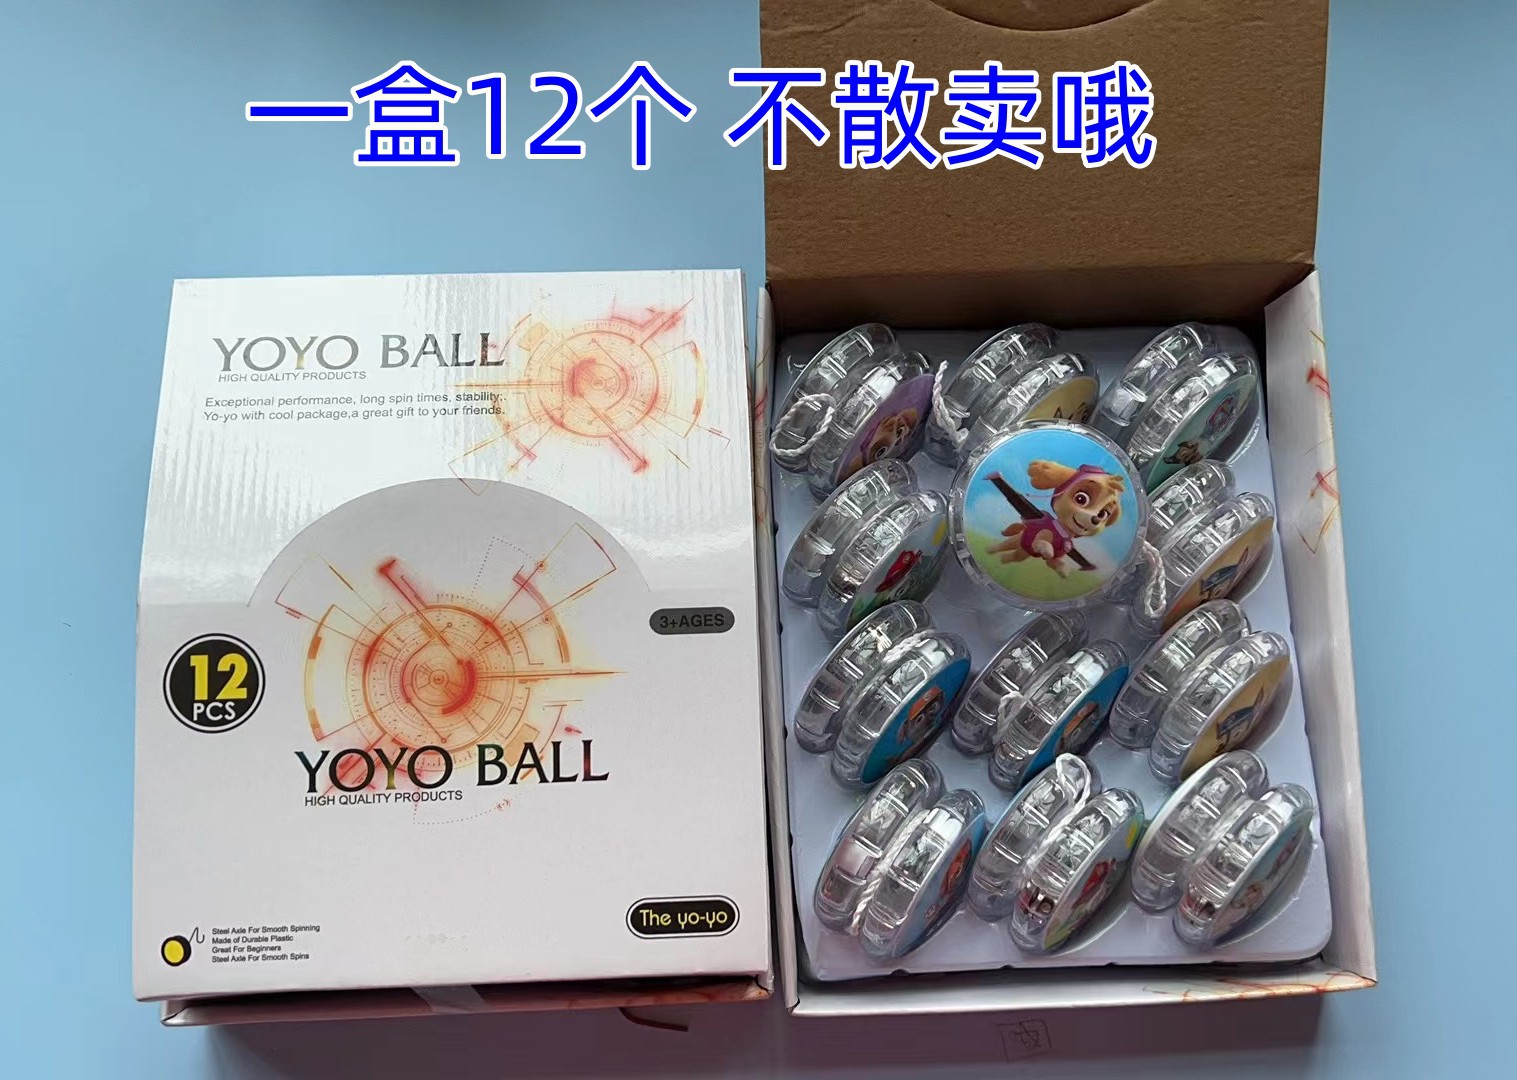 一盒12个 不散卖哦
YOYO BALL
HIGH QUALITY PRODUCTS
Exceptional performance, long spin times, stability;.
Yo-yo with cool package,a great gift to your friends.
3+AGES
12
PCS
YOYO BALL
HIGH QUALITY PRODUCTS
The yo-yo
Steel Axle For Smooth Spinning
Made of Durable Plastic
Great For Beginners
Steel Axle For Smooth Spins